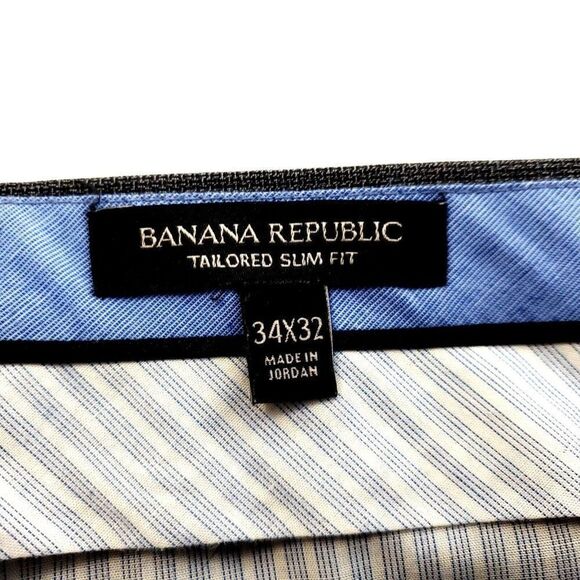 BANANA REPUBLIC
TAILORED SLIM FIT
34X32
MADE IN
JORDAN